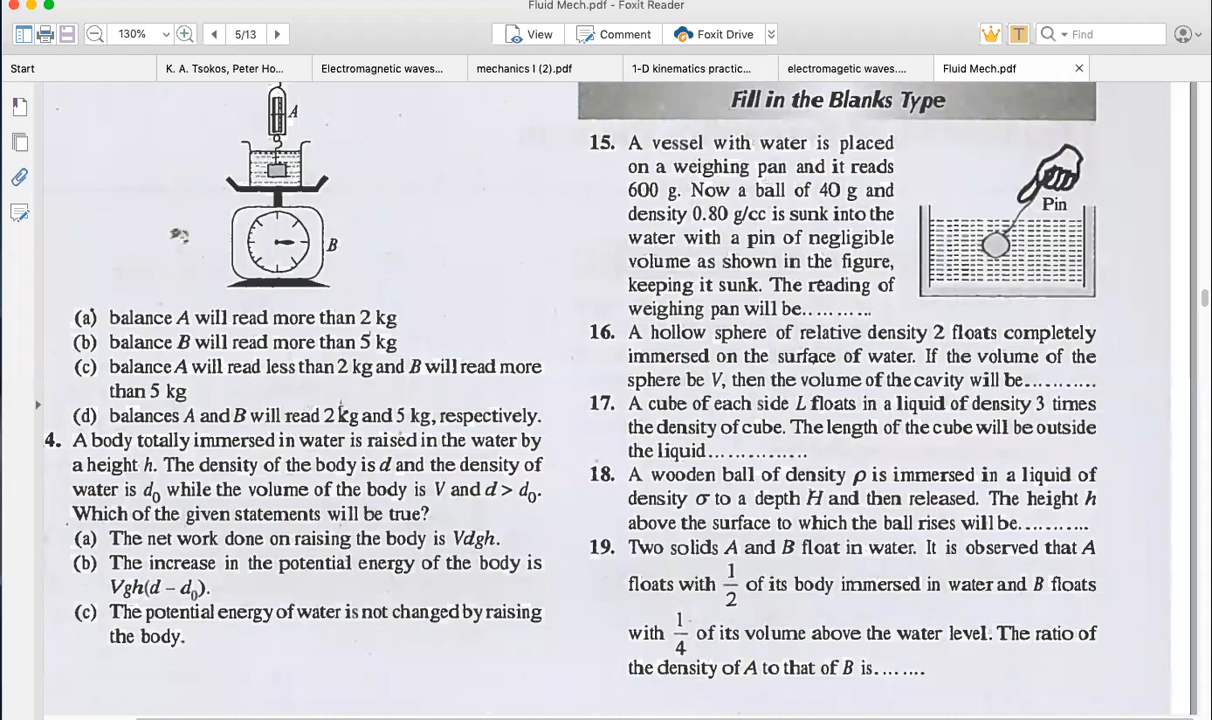 Fluid Mech.pdf - Foxit Reader
130%
5/13
View
Comment
Foxit Drive
T
Find
Start
K. A. Tsokos, Peter Ho...
Electromagnetic waves...
mechanics I (2).pdf
1-D kinematics practic...
electromagetic waves....
Fluid Mech.pdf
×
A
B
(a) balance A will read more than 2 kg
(b) balance B will read more than 5 kg
(c) balance A will read less than 2 kg and B will read more
than 5 kg
(d) balances A and B will read 2 kg and 5 kg, respectively.
4. A body totally immersed in water is raised in the water by
a height h. The density of the body is d and the density of
water is d₀ while the volume of the body is V and d > d₀.
Which of the given statements will be true?
(a) The net work done on raising the body is Vdgh.
(b) The increase in the potential energy of the body is
Vgh(d – d₀).
(c) The potential energy of water is not changed by raising
the body.
Fill in the Blanks Type
15. A vessel with water is placed
on a weighing pan and it reads
600 g. Now a ball of 40 g and
density 0.80 g/cc is sunk into the
water with a pin of negligible
volume as shown in the figure,
keeping it sunk. The reading of
weighing pan will be..........
Pin
16. A hollow sphere of relative density 2 floats completely
immersed on the surface of water. If the volume of the
sphere be V, then the volume of the cavity will be...........
17. A cube of each side L floats in a liquid of density 3 times
the density of cube. The length of the cube will be outside
the liquid...............
18. A wooden ball of density ρ is immersed in a liquid of
density σ to a depth H and then released. The height h
above the surface to which the ball rises will be...........
19. Two solids A and B float in water. It is observed that A
floats with 1/2 of its body immersed in water and B floats
with 1/4 of its volume above the water level. The ratio of
the density of A to that of B is........